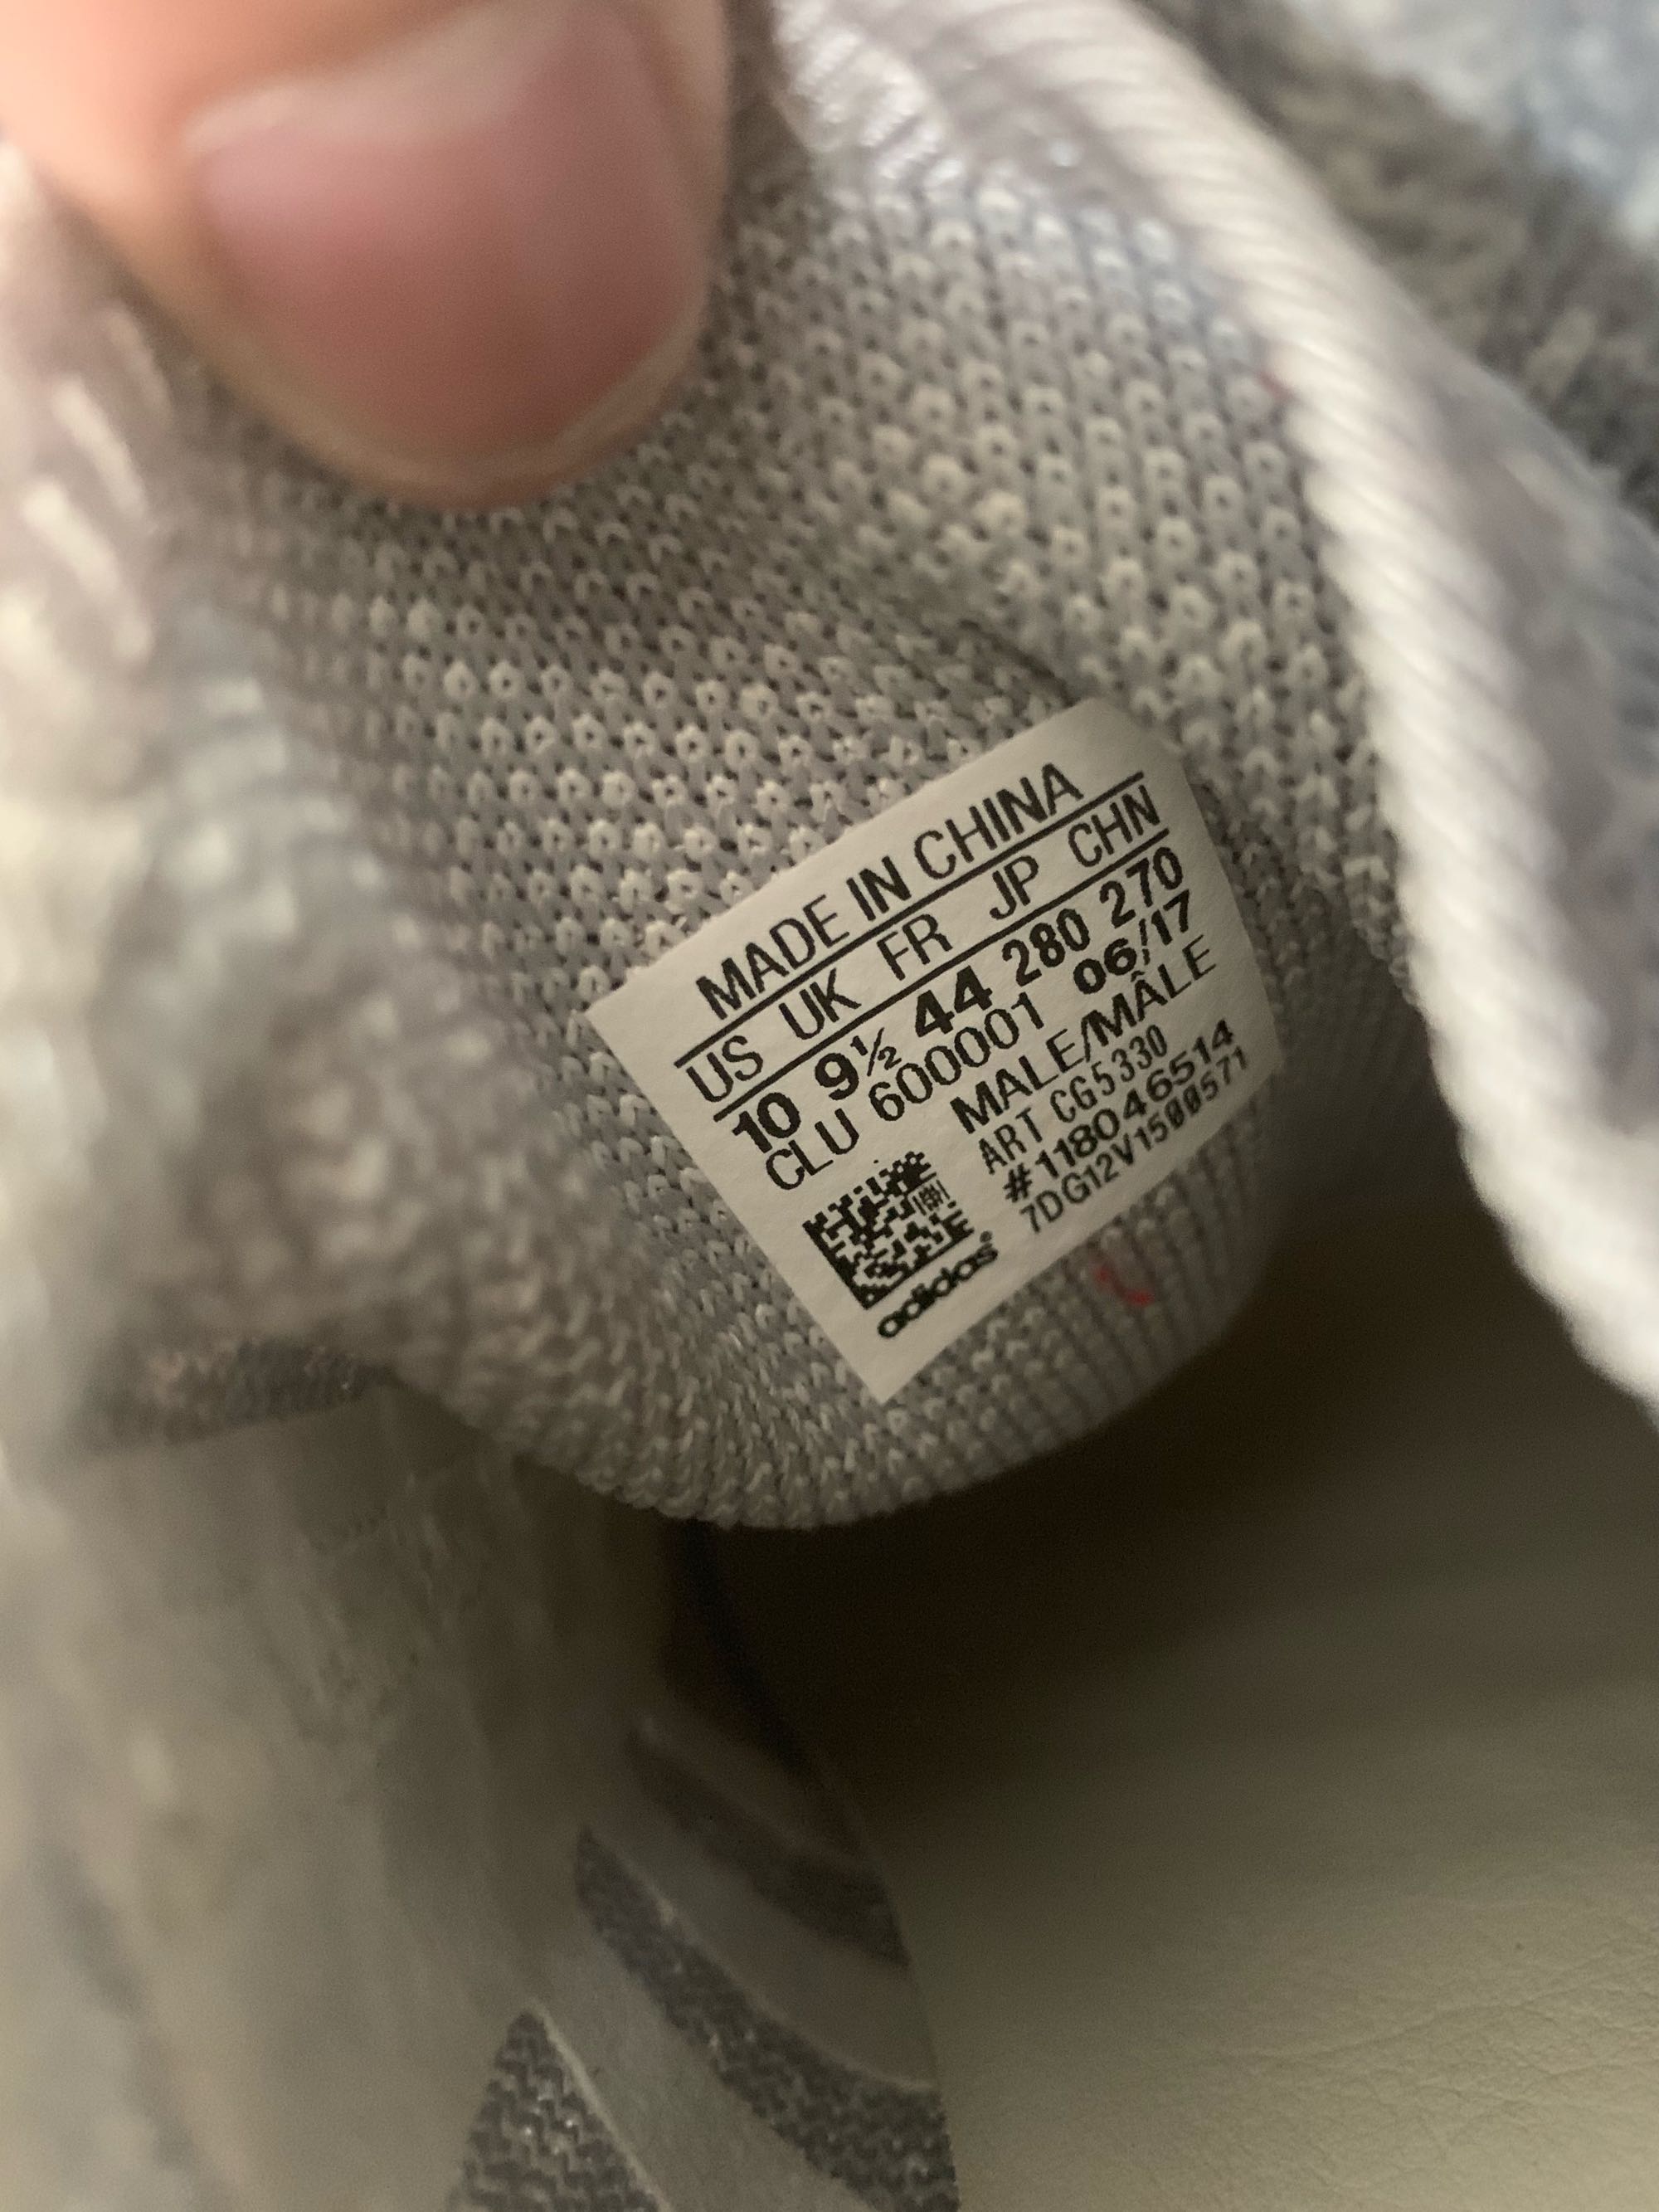 MADE IN CHINA
US UK FR JP CHN
10 9½ 44 280 270
CLU 600001 06/17
MALE/MÂLE
ART CG5330
#118046514
7DG12V1500571
adidas®